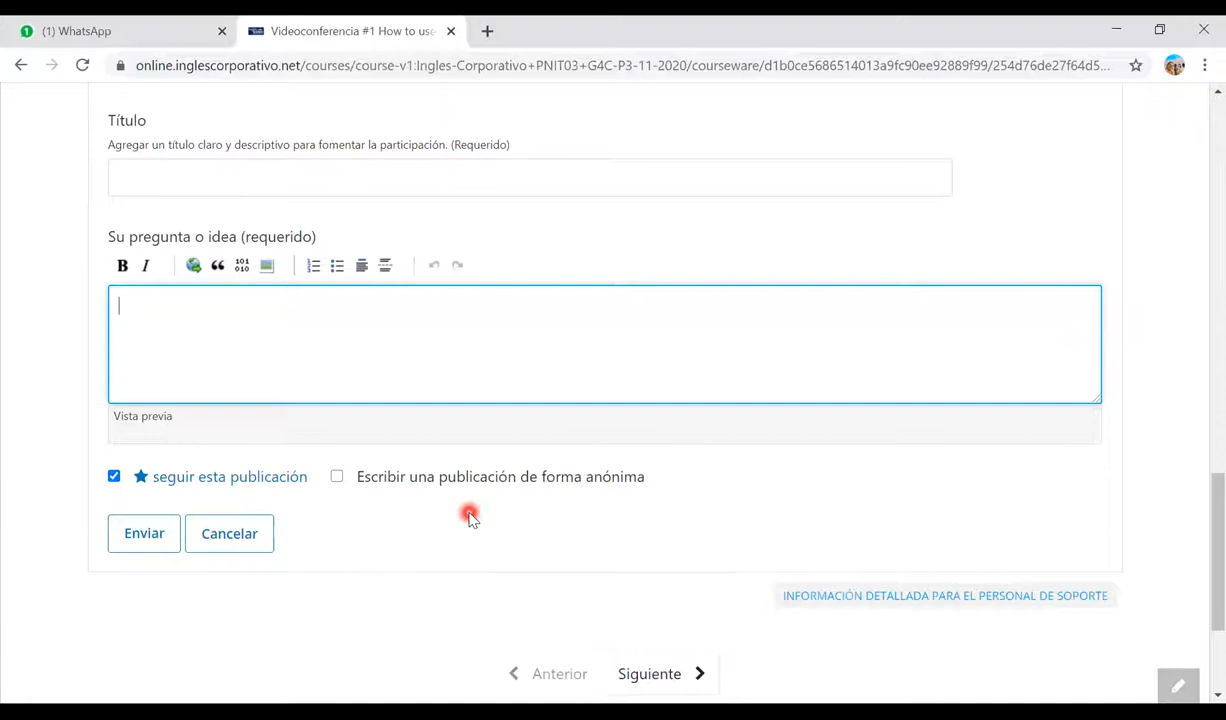 (1) WhatsApp
Videoconferencia #1 How to use
online.inglescorporativo.net/courses/course-v1:Ingles-Corporativo+PNIT03+G4C-P3-11-2020/courseware/d1b0ce5686514013a9fc90ee92889f99/254d76de27f64d5...
Título
Agregar un título claro y descriptivo para fomentar la participación. (Requerido)
Su pregunta o idea (requerido)
B I 101 010
Vista previa
seguir esta publicación Escribir una publicación de forma anónima
Enviar Cancelar
INFORMACIÓN DETALLADA PARA EL PERSONAL DE SOPORTE
Anterior Siguiente